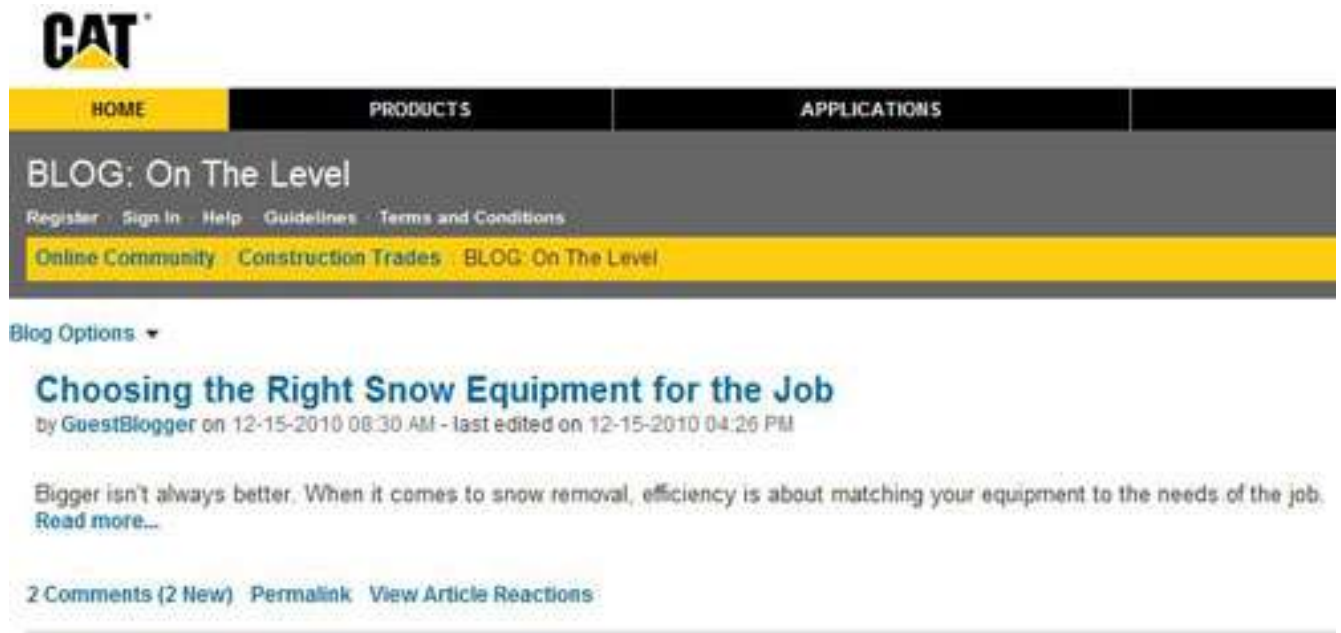 CAT
HOME PRODUCTS APPLICATIONS
BLOG: On The Level
Register Sign In Help Guidelines Terms and Conditions
Online Community Construction Trades BLOG: On The Level
Blog Options
Choosing the Right Snow Equipment for the Job
by GuestBlogger on 12-15-2010 08:30 AM - last edited on 12-15-2010 04:26 PM
Bigger isn't always better. When it comes to snow removal, efficiency is about matching your equipment to the needs of the job.
Read more...
2 Comments (2 New) Permalink View Article Reactions